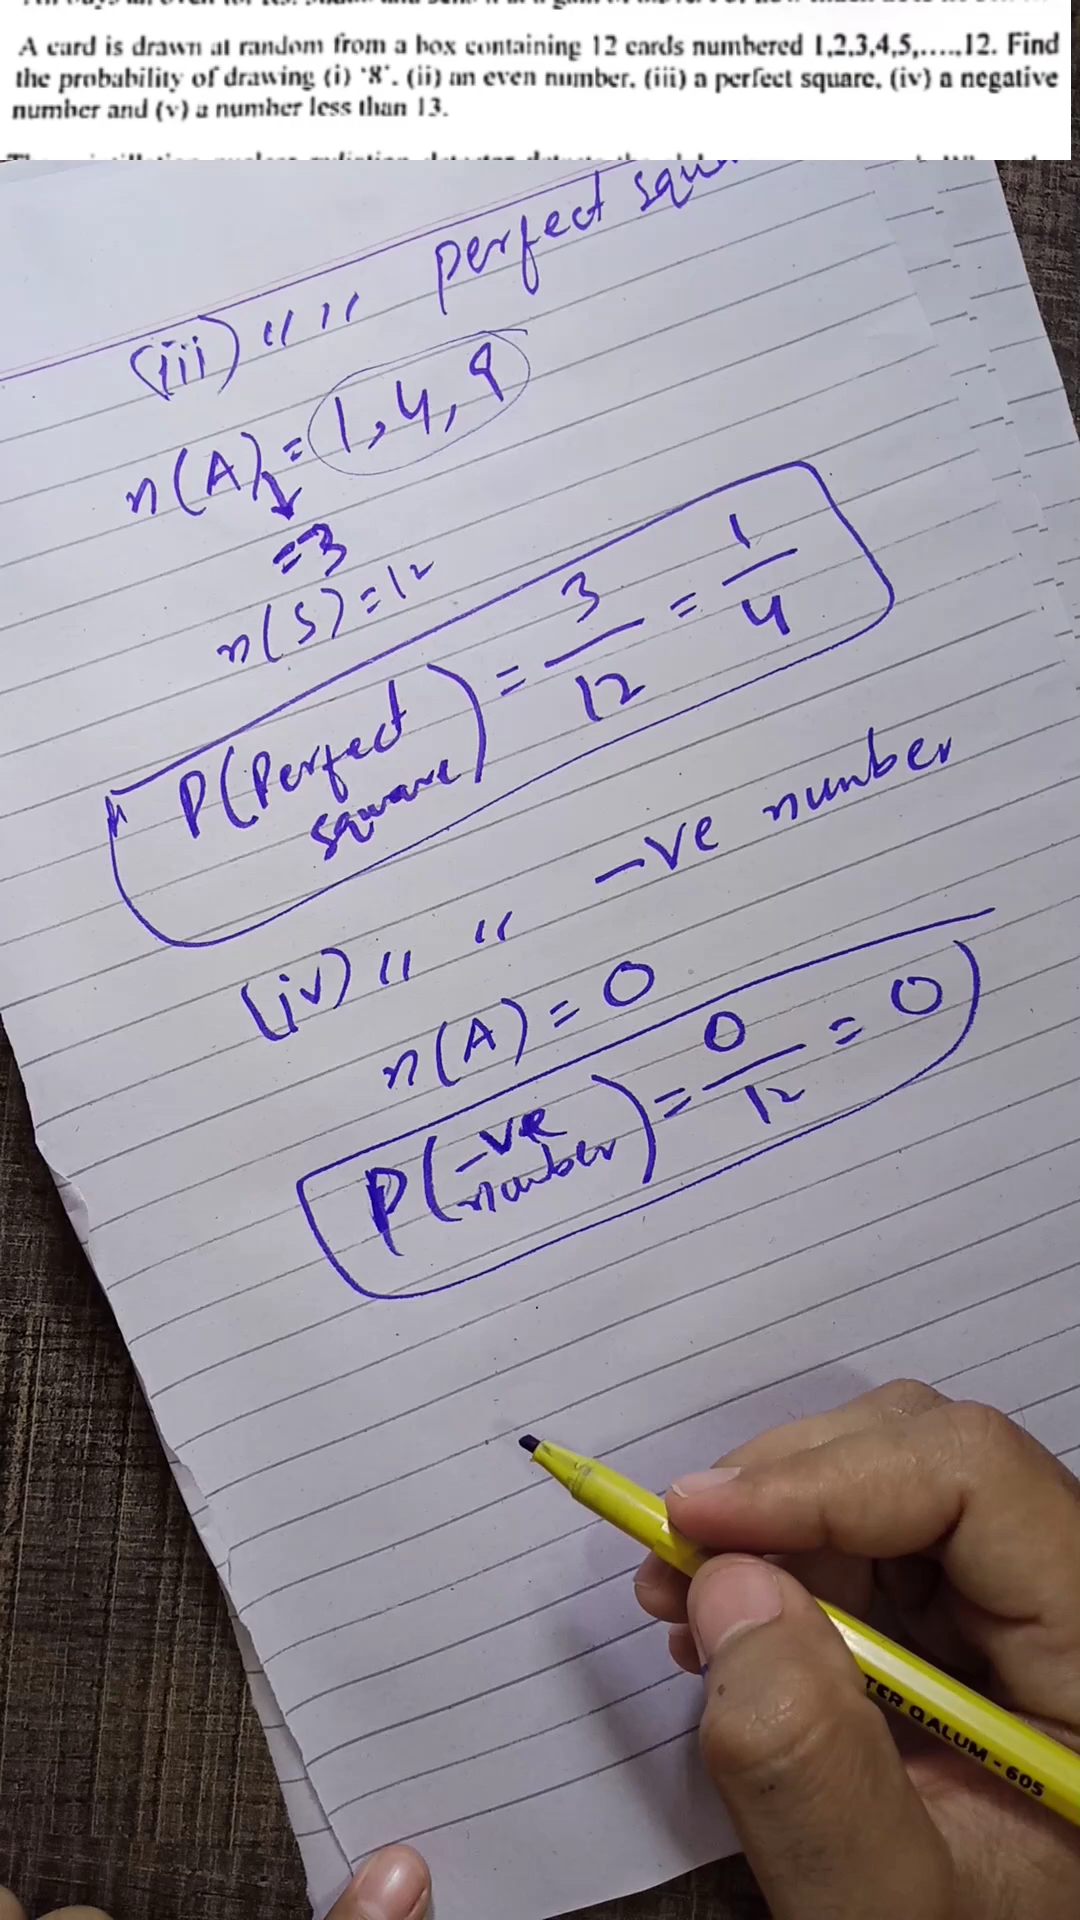 A card is drawn at random from a box containing 12 cards numbered 1,2,3,4,5,.....12. Find
the probability of drawing (i) '8'. (ii) an even number. (iii) a perfect square. (iv) a negative
number and (v) a number less than 13.
(iii) " " perfect squ
n(A) = 1, 4, 9
= 3
n(S) = 12
P(Perfect square) = 3/12 = 1/4
(iv) " " -ve number
n(A) = 0
P(-ve number) = 0/12 = 0
TER QALUM - 605